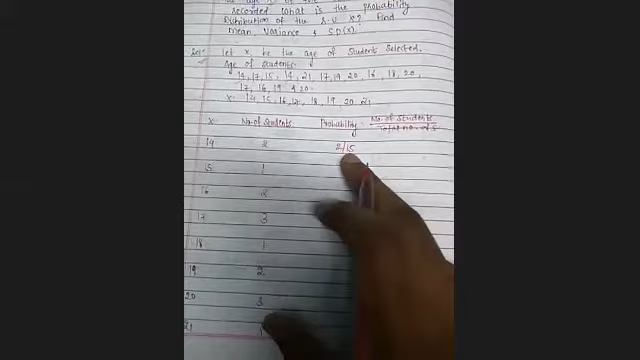 recorded what is the probability
Distribution of the r.v x? Find
Mean, Variance & S.D(x).
Sol- Let x, be the age of students selected.
Age of students:
14, 17, 15, 14, 21, 17, 19, 20, 16, 18, 20,
17, 16, 19 & 20
x 14, 15, 16, 17, 18, 19, 20 21
x No. of students Probability = No. of students / Total no. of S
14 2 2/15
15 1
16 2
17 3
18 1
19 2
20 3
21 1